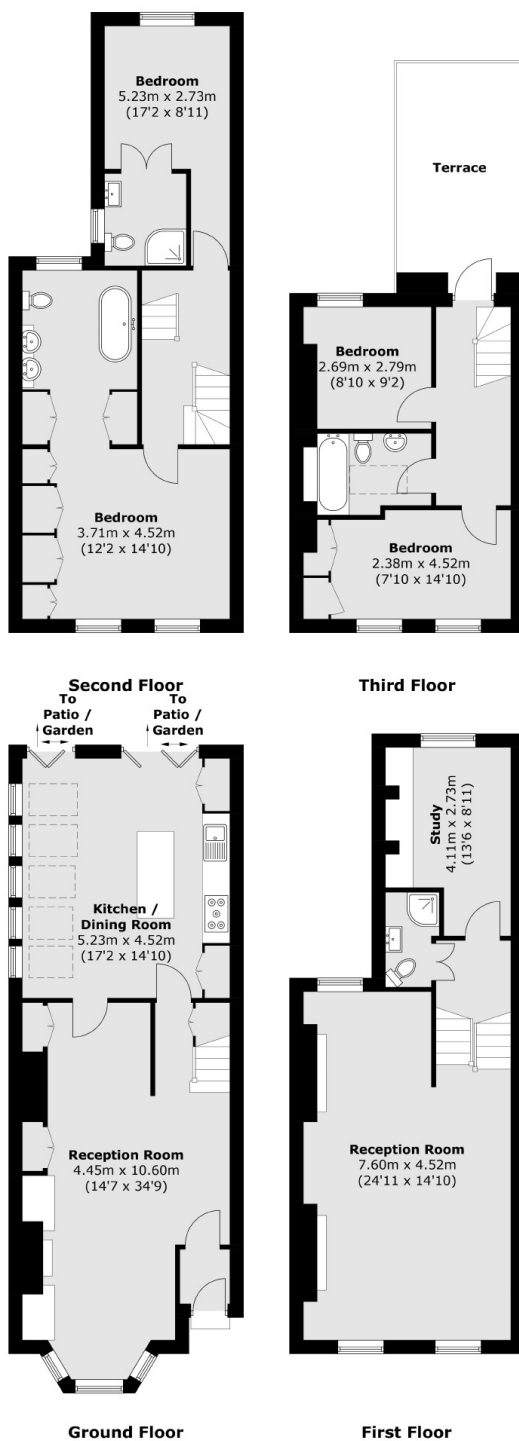 Bedroom
5.23m x 2.73m
(17'2 x 8'11)
Bedroom
3.71m x 4.52m
(12'2 x 14'10)
Second Floor
Terrace
Bedroom
2.69m x 2.79m
(8'10 x 9'2)
Bedroom
2.38m x 4.52m
(7'10 x 14'10)
Third Floor
To
Patio /
Garden
To
Patio /
Garden
Kitchen /
Dining Room
5.23m x 4.52m
(17'2 x 14'10)
Reception Room
4.45m x 10.60m
(14'7 x 34'9)
Ground Floor
Study
4.11m x 2.73m
(13'6 x 8'11)
Reception Room
7.60m x 4.52m
(24'11 x 14'10)
First Floor